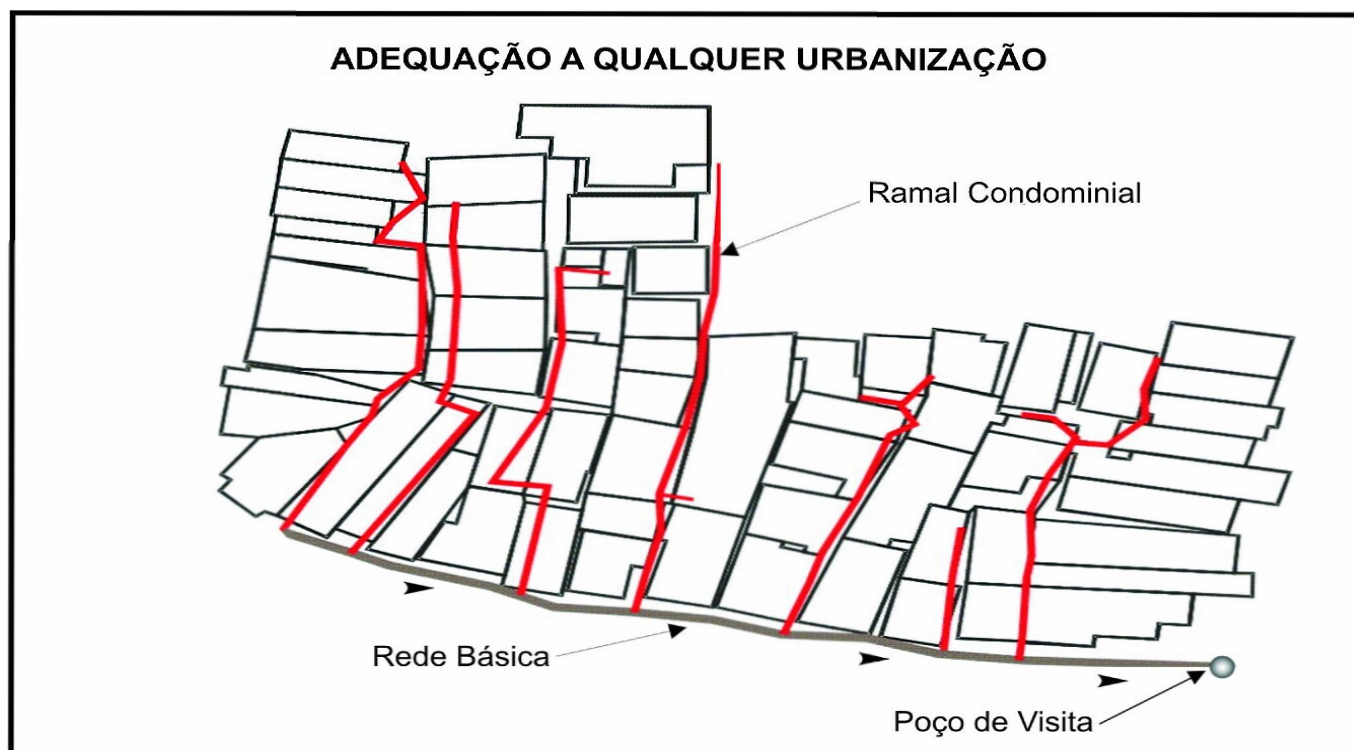 ADEQUAÇÃO A QUALQUER URBANIZAÇÃO
Ramal Condominial
Rede Básica
Poço de Visita